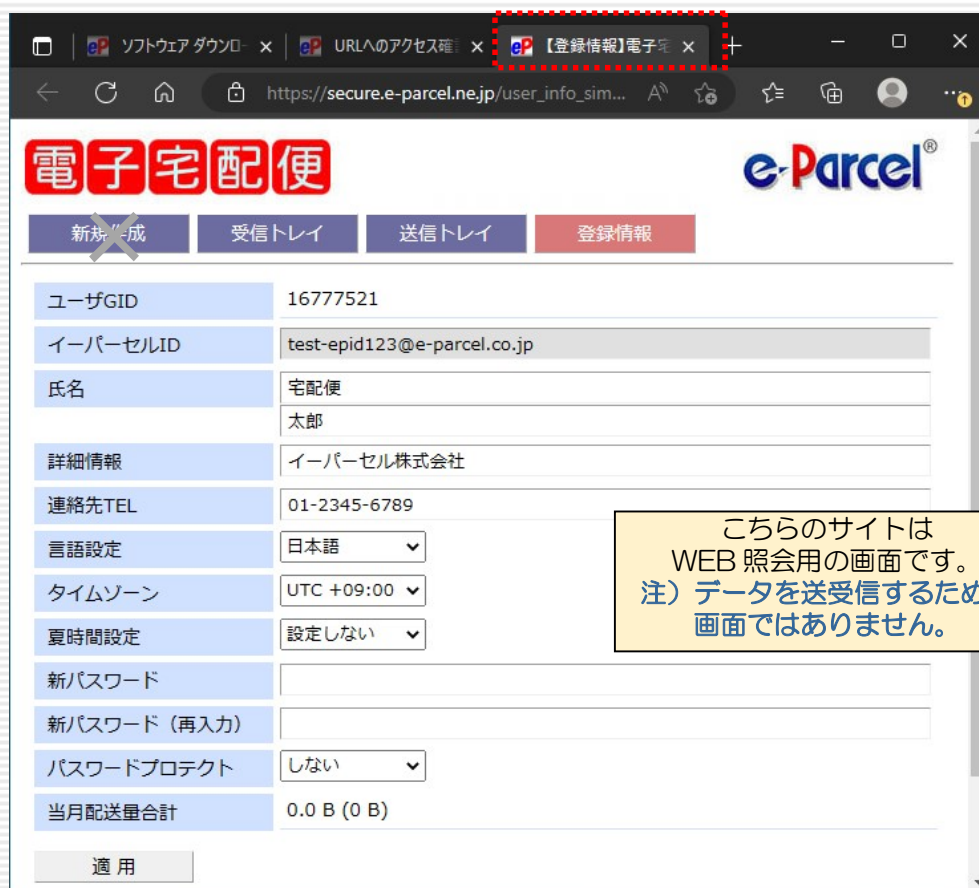 ソフトウェア ダウンロー
URLへのアクセス確
【登録情報】電子宅
https://secure.e-parcel.ne.jp/user_info_sim...
電子宅配便
e-Parcel®
新規作成 受信トレイ 送信トレイ 登録情報
ユーザGID 16777521
イーパーセルID test-epid123@e-parcel.co.jp
氏名 宅配便
太郎
詳細情報 イーパーセル株式会社
連絡先TEL 01-2345-6789
言語設定 日本語
タイムゾーン UTC +09:00
夏時間設定 設定しない
こちらのサイトは
WEB 照会用の画面です。
注）データを送受信するため
画面ではありません。
新パスワード
新パスワード（再入力）
パスワードプロテクト しない
当月配送量合計 0.0 B (0 B)
適 用